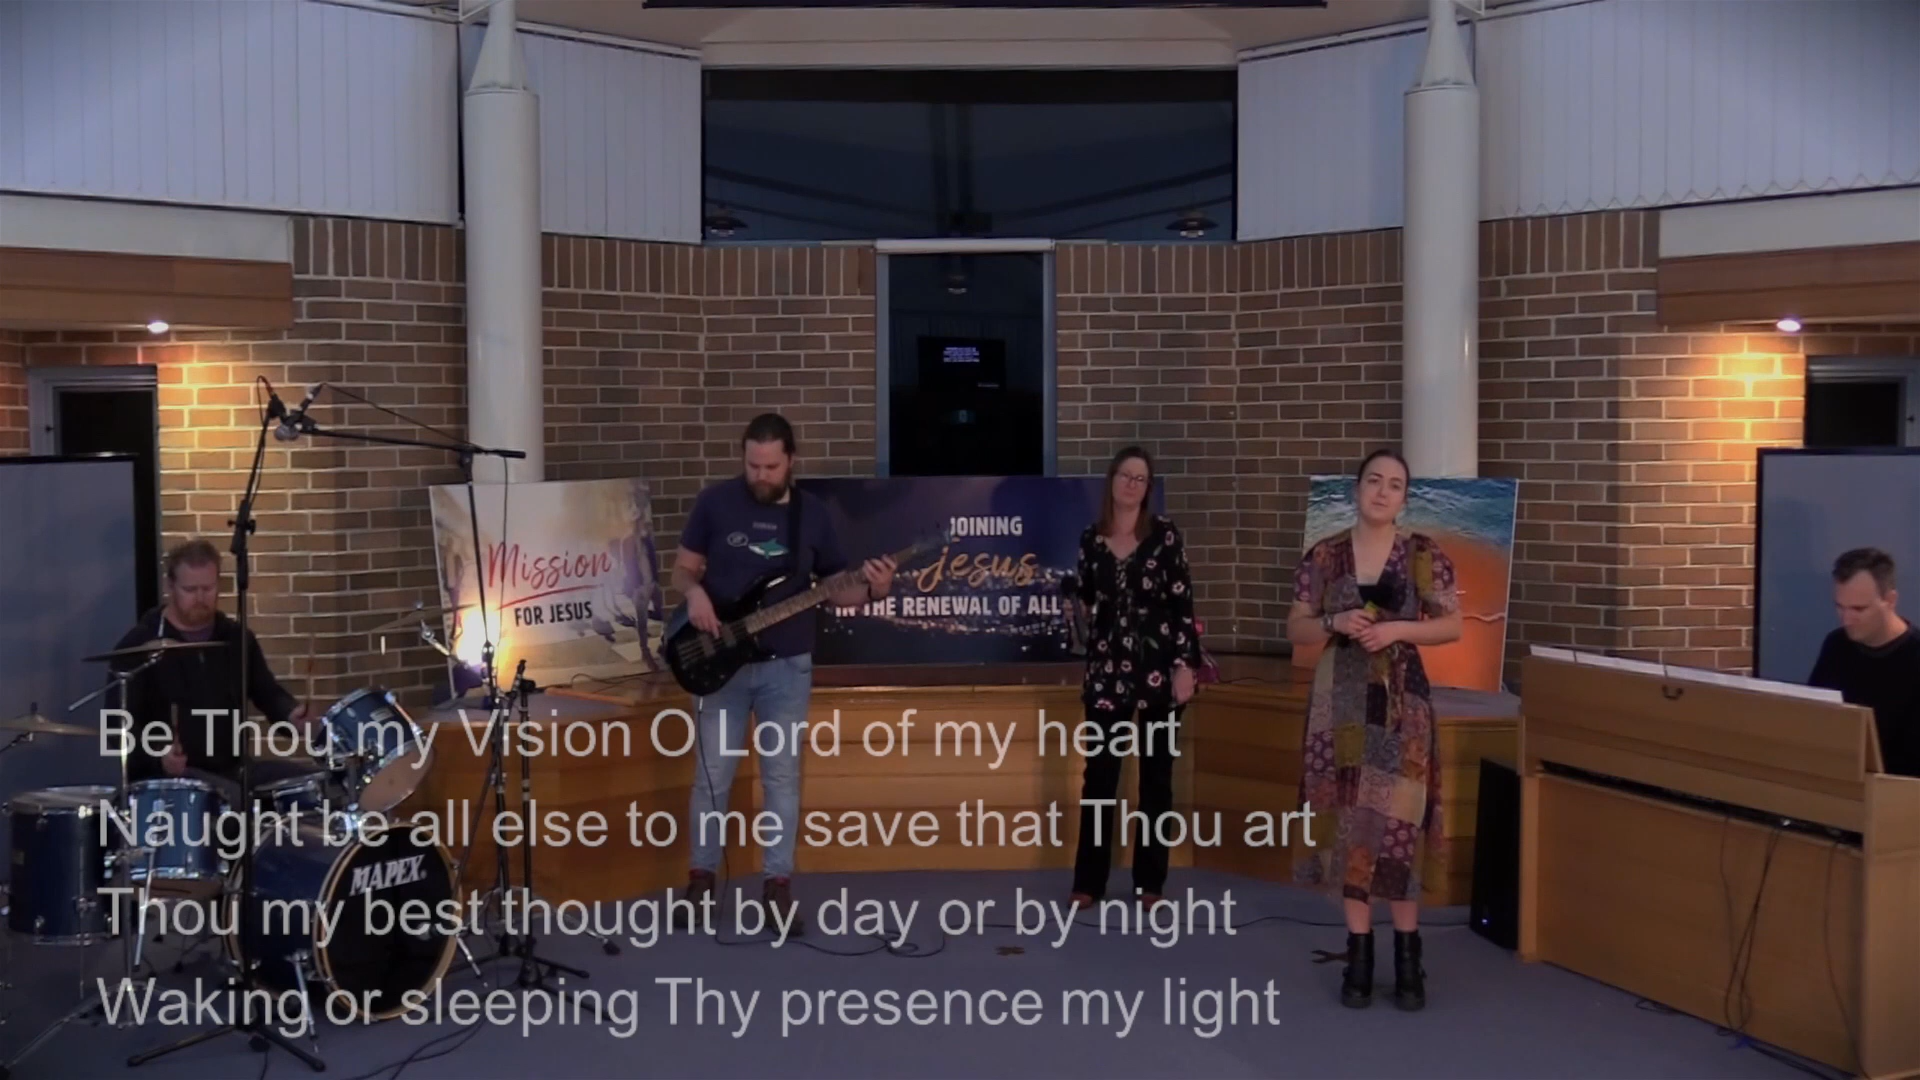 Mission
FOR JESUS
JOINING
Jesus
IN THE RENEWAL OF ALL
MAPEX
Be Thou my Vision O Lord of my heart
Naught be all else to me save that Thou art
Thou my best thought by day or by night
Waking or sleeping Thy presence my light